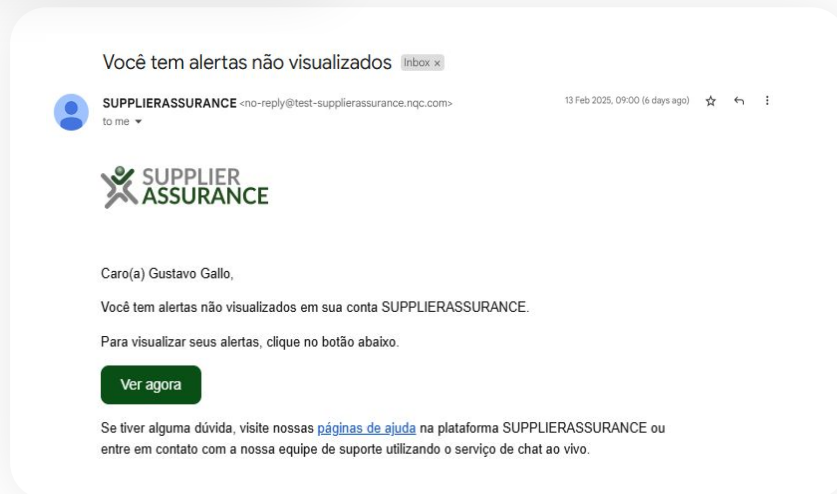 Você tem alertas não visualizados Inbox ×
SUPPLIERASSURANCE <no-reply@test-supplierassurance.nqc.com> 13 Feb 2025, 09:00 (6 days ago)
to me
SUPPLIER
ASSURANCE
Caro(a) Gustavo Gallo,
Você tem alertas não visualizados em sua conta SUPPLIERASSURANCE.
Para visualizar seus alertas, clique no botão abaixo.
Ver agora
Se tiver alguma dúvida, visite nossas páginas de ajuda na plataforma SUPPLIERASSURANCE ou
entre em contato com a nossa equipe de suporte utilizando o serviço de chat ao vivo.